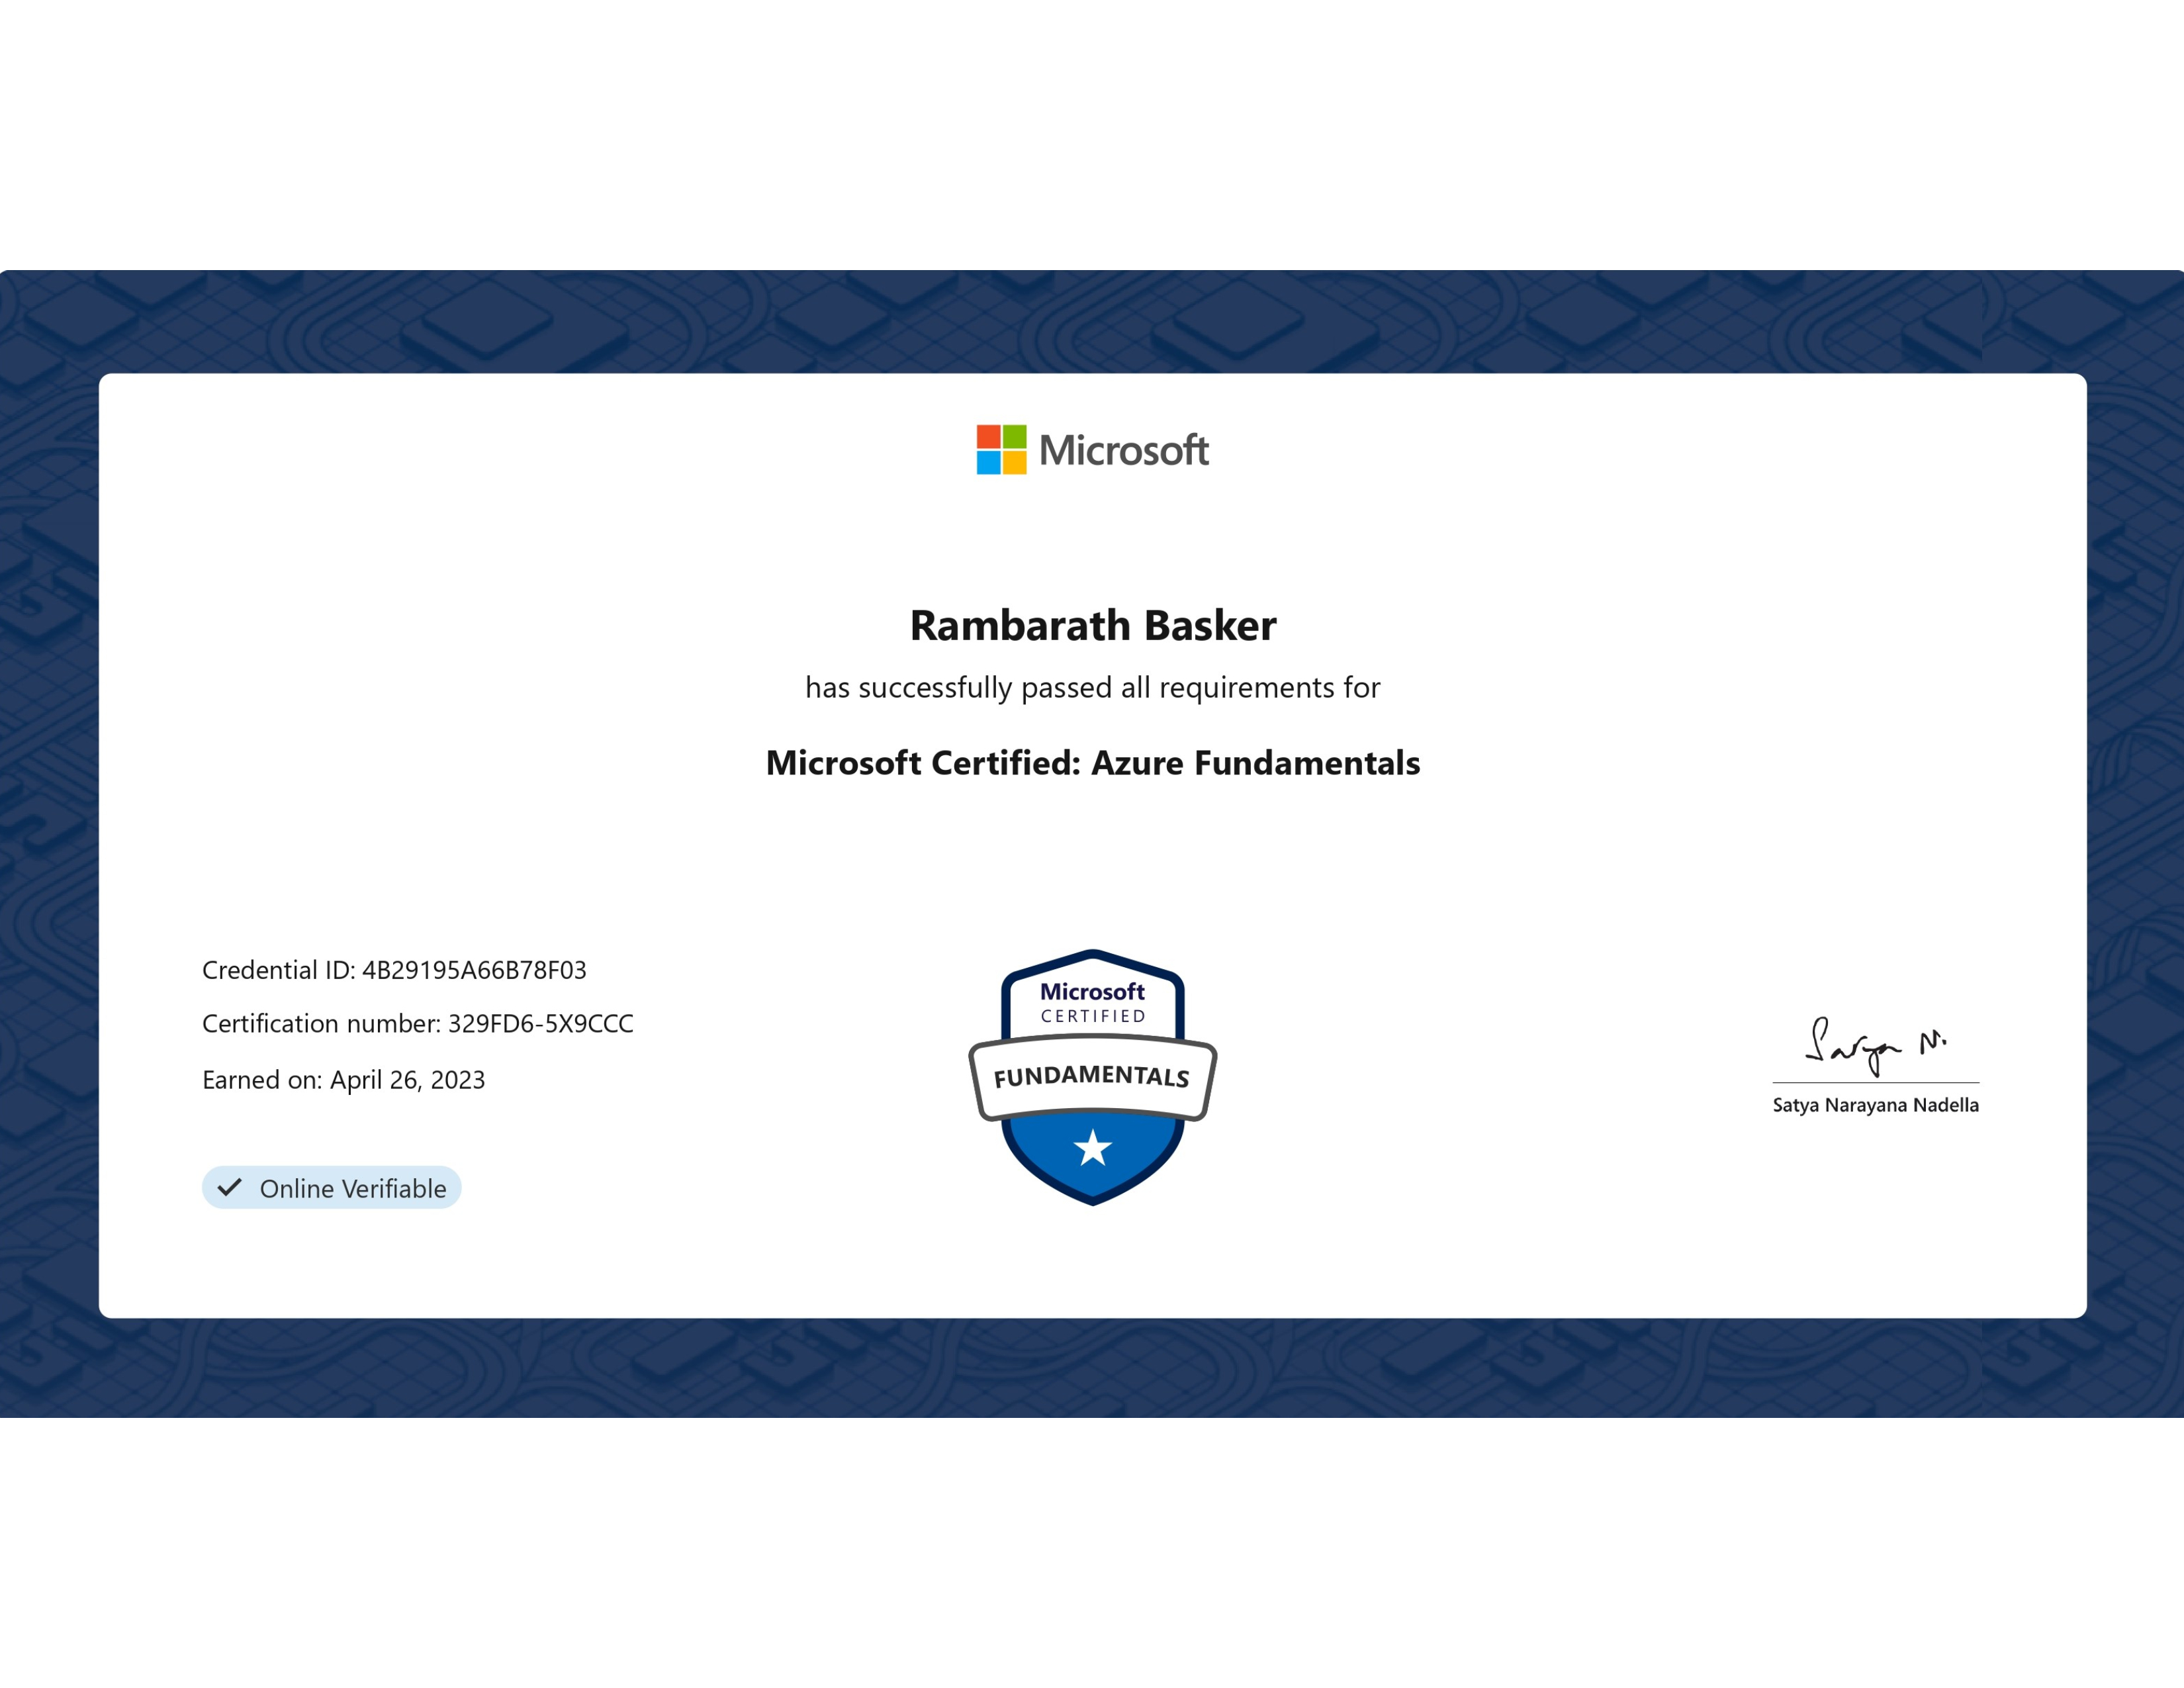 Microsoft
Rambarath Basker
has successfully passed all requirements for
Microsoft Certified: Azure Fundamentals
Credential ID: 4B29195A66B78F03
Certification number: 329FD6-5X9CCC
Earned on: April 26, 2023
Online Verifiable
Microsoft
CERTIFIED
FUNDAMENTALS
Satya N.
Satya Narayana Nadella